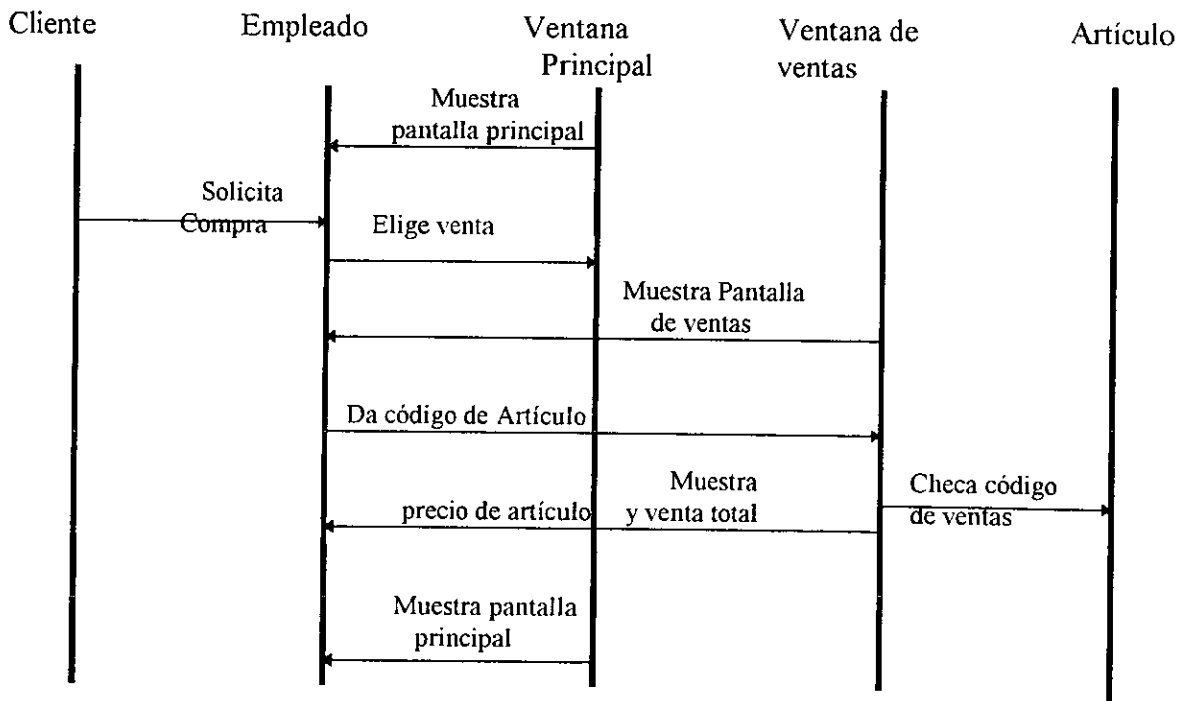 Cliente
Empleado
Ventana
Principal
Ventana de
ventas
Artículo
Muestra
pantalla principal
Solicita
Compra
Elige venta
Muestra Pantalla
de ventas
Da código de Artículo
Muestra
precio de artículo y venta total
Checa código
de ventas
Muestra pantalla
principal